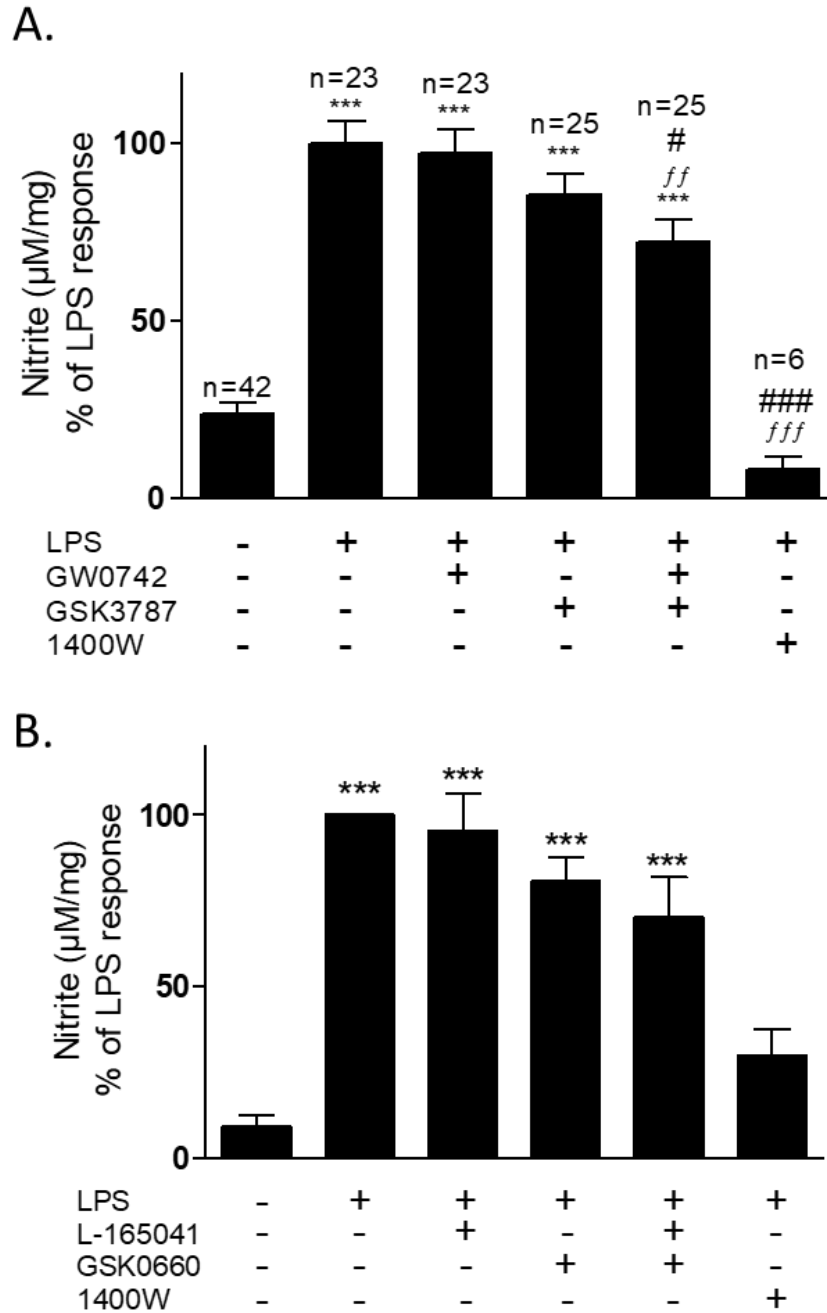 A.
n=23 n=23 n=25 n=25
*** *** *** #
ƒƒ
***
100
50
0
Nitrite (µM/mg)
% of LPS response
n=42
n=6
###
ƒƒƒ
LPS - + + + + +
GW0742 - - + - + -
GSK3787 - - - + + -
1400W - - - - - +
B.
*** *** *** ***
100
50
0
Nitrite (µM/mg)
% of LPS response
LPS - + + + + +
L-165041 - - + - + -
GSK0660 - - - + + -
1400W - - - - - +